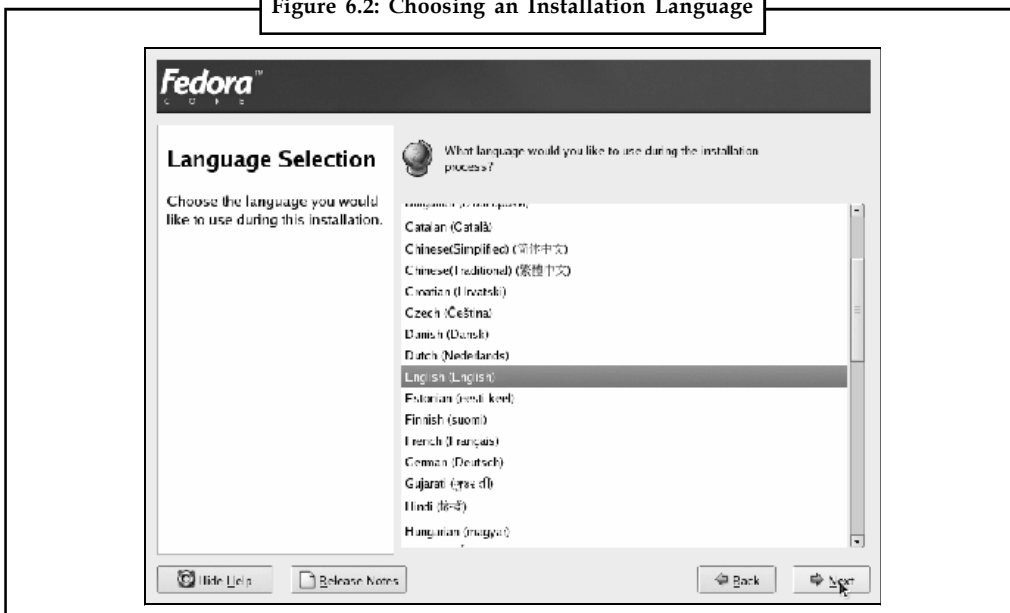 Figure 6.2: Choosing an Installation Language
Fedora™
CORE
Language Selection
Choose the language you would
like to use during this installation.
What language would you like to use during the installation
process?
Catalan (Català)
Chinese(Simplified) (简体中文)
Chinese(Traditional) (繁體中文)
Croatian (Hrvatski)
Czech (Čeština)
Danish (Dansk)
Dutch (Nederlands)
English (English)
Estonian (eesti keel)
Finnish (suomi)
French (Français)
German (Deutsch)
Gujarati (ગુજરાતી)
Hindi (हिन्दी)
Hungarian (magyar)
Hide Help
Release Notes
Back
Next